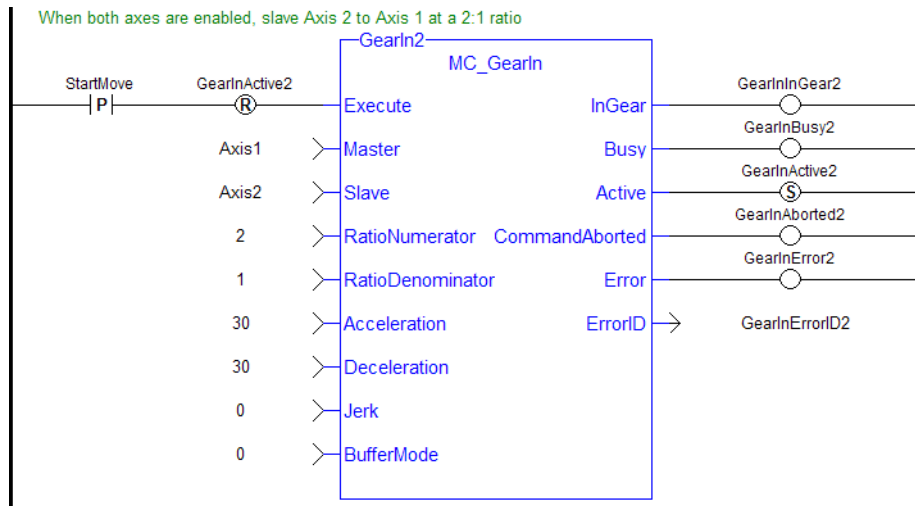 When both axes are enabled, slave Axis 2 to Axis 1 at a 2:1 ratio
GearIn2
MC_GearIn
StartMove GearInActive2 GearInInGear2
P R Execute InGear
GearInBusy2
Axis1 Master Busy
GearInActive2
Axis2 Slave Active S
GearInAborted2
2 RatioNumerator CommandAborted
GearInError2
1 RatioDenominator Error
30 Acceleration ErrorID GearInErrorID2
30 Deceleration
0 Jerk
0 BufferMode